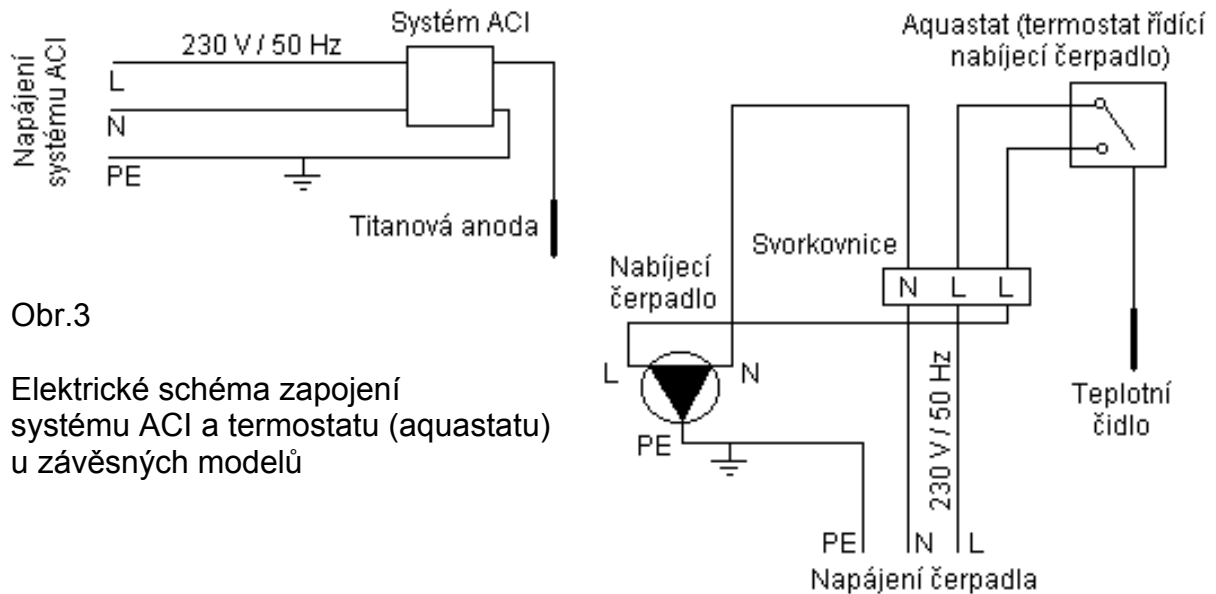 Napájení
systému ACI
230 V / 50 Hz
Systém ACI
L
N
PE
Titanová anoda
Obr.3
Elektrické schéma zapojení
systému ACI a termostatu (aquastatu)
u závěsných modelů
Aquastat (termostat řídící
nabíjecí čerpadlo)
Svorkovnice
N L L
Nabíjecí
čerpadlo
L N
PE
230 V / 50 Hz
Teplotní
čidlo
PE N L
Napájení čerpadla